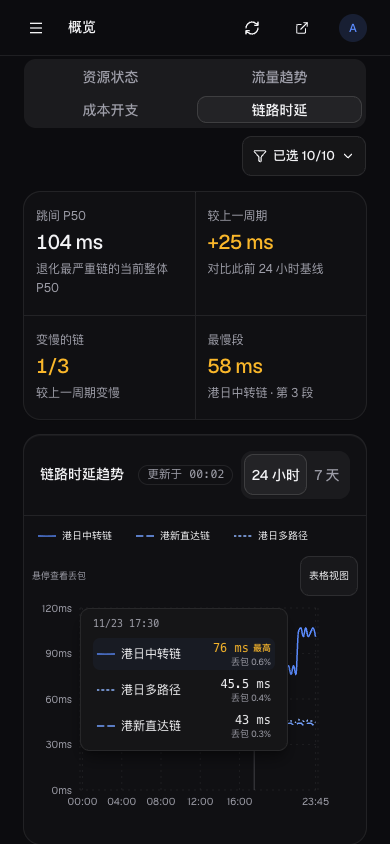 概览
A
资源状态
流量趋势
成本开支
链路时延
已选 10/10
跳间 P50
104 ms
退化最严重链的当前整体
P50
较上一周期
+25 ms
对比此前 24 小时基线
变慢的链
1/3
较上一周期变慢
最慢段
58 ms
港日中转链 · 第 3 段
链路时延趋势
更新于 00:02
24 小时
7 天
港日中转链
港新直达链
港日多路径
悬停查看丢包
表格视图
120ms
90ms
60ms
30ms
0ms
11/23 17:30
港日中转链
76 ms 最高
丢包 0.6%
港日多路径
45.5 ms
丢包 0.4%
港新直达链
43 ms
丢包 0.3%
00:00
04:00
08:00
12:00
16:00
23:45